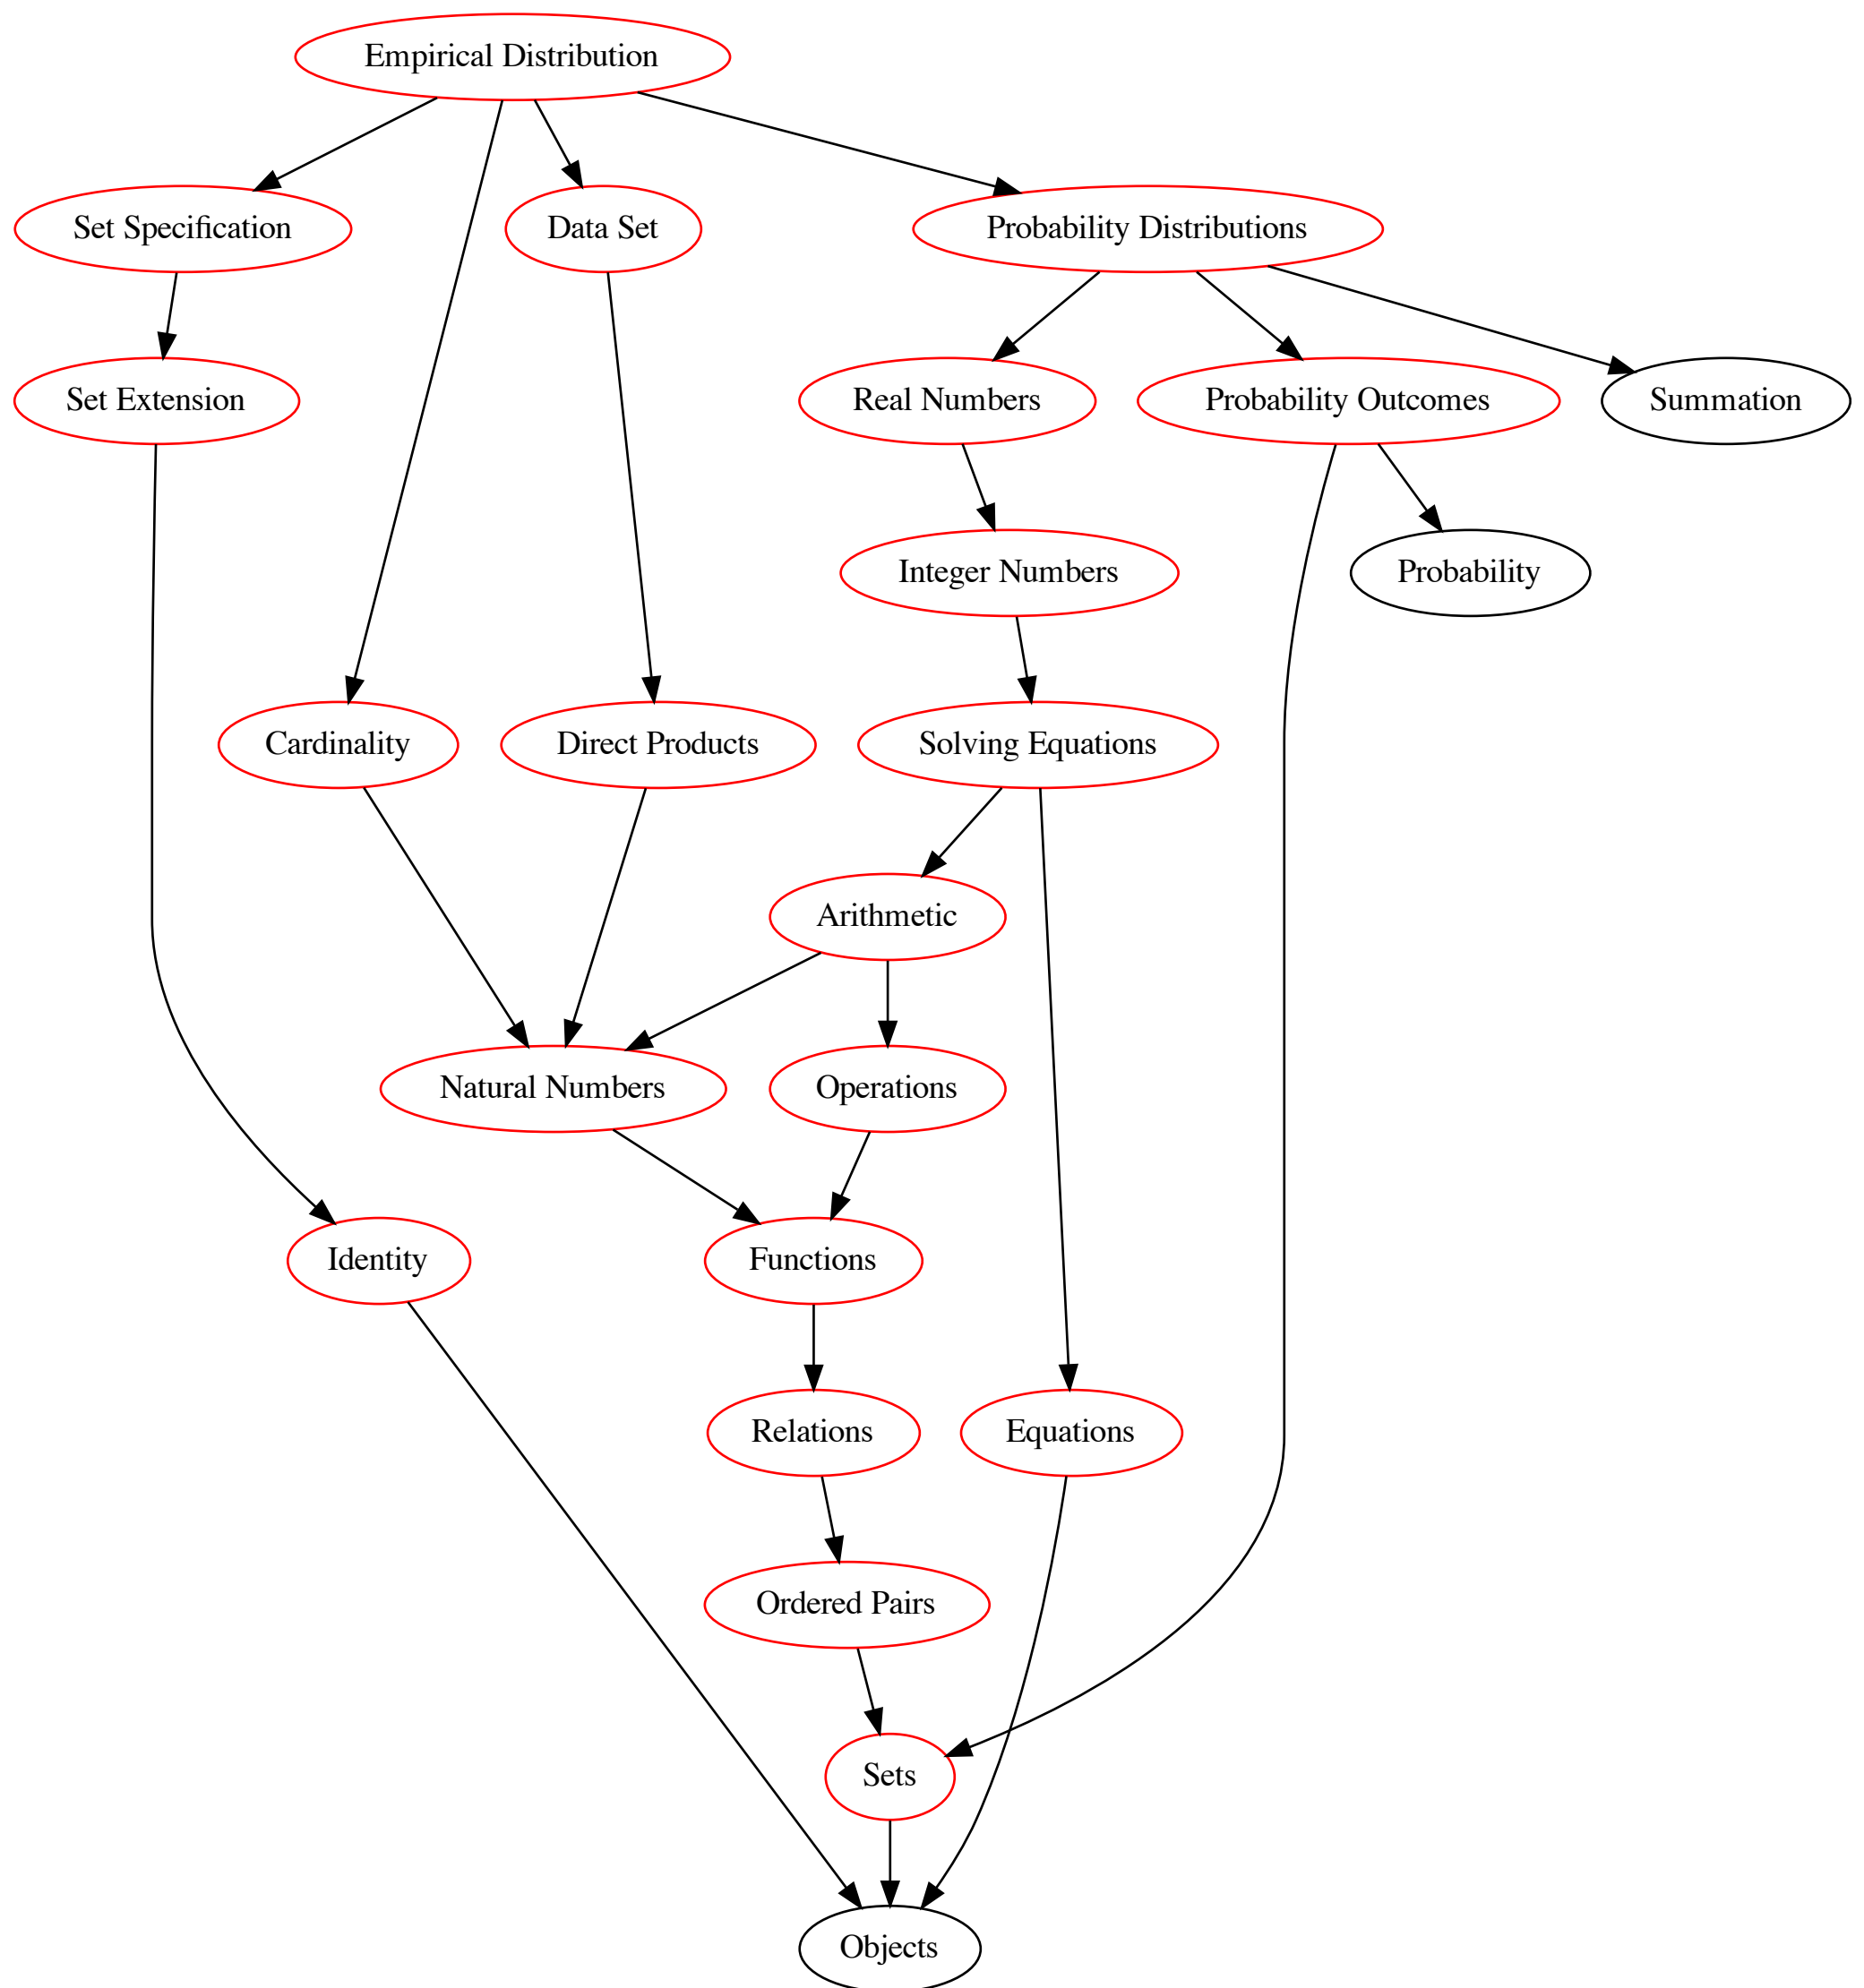 Empirical Distribution
Set Specification
Data Set
Probability Distributions
Set Extension
Real Numbers
Probability Outcomes
Summation
Integer Numbers
Probability
Cardinality
Direct Products
Solving Equations
Arithmetic
Natural Numbers
Operations
Identity
Functions
Relations
Equations
Ordered Pairs
Sets
Objects